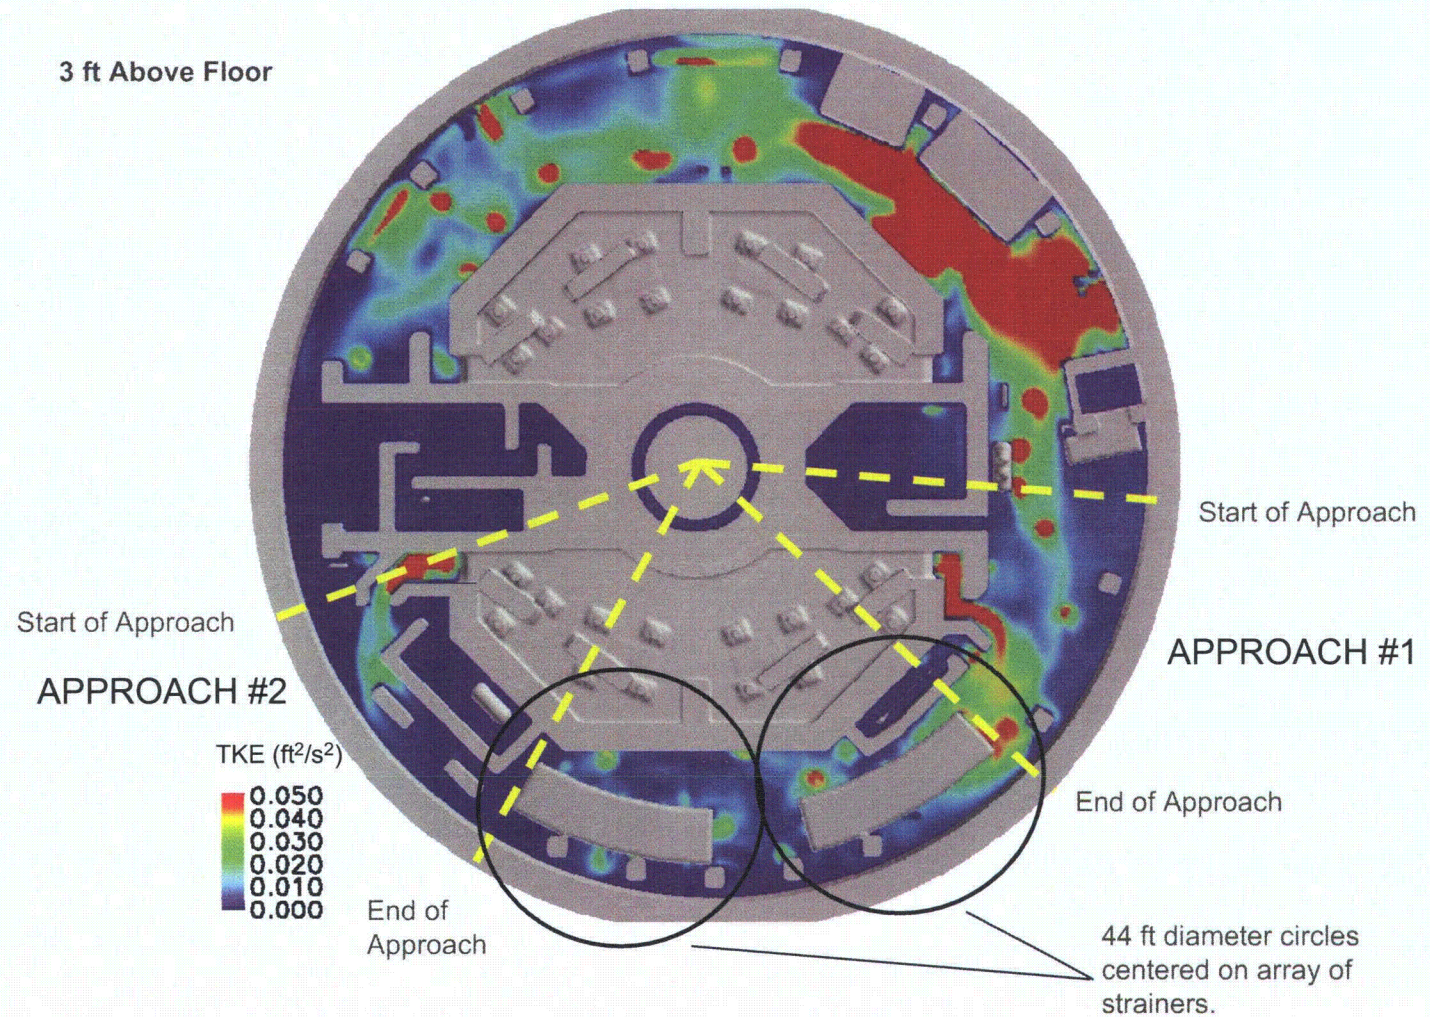 3 ft Above Floor
Start of Approach
APPROACH #1
Start of Approach
APPROACH #2
TKE (ft²/s²)
0.050
0.040
0.030
0.020
0.010
0.000
End of Approach
End of
Approach
44 ft diameter circles
centered on array of
strainers.